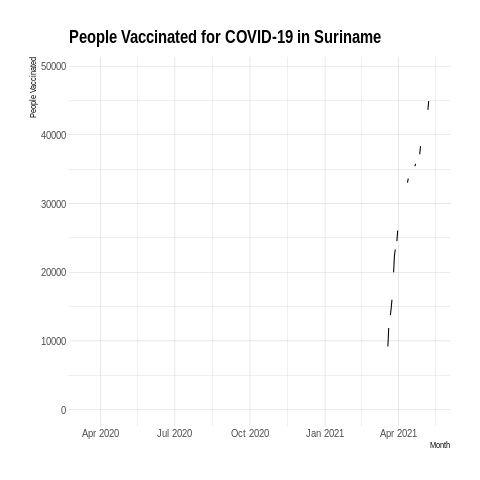 People Vaccinated for COVID-19 in Suriname
People Vaccinated
50000
40000
30000
20000
10000
0
Apr 2020 Jul 2020 Oct 2020 Jan 2021 Apr 2021
Month